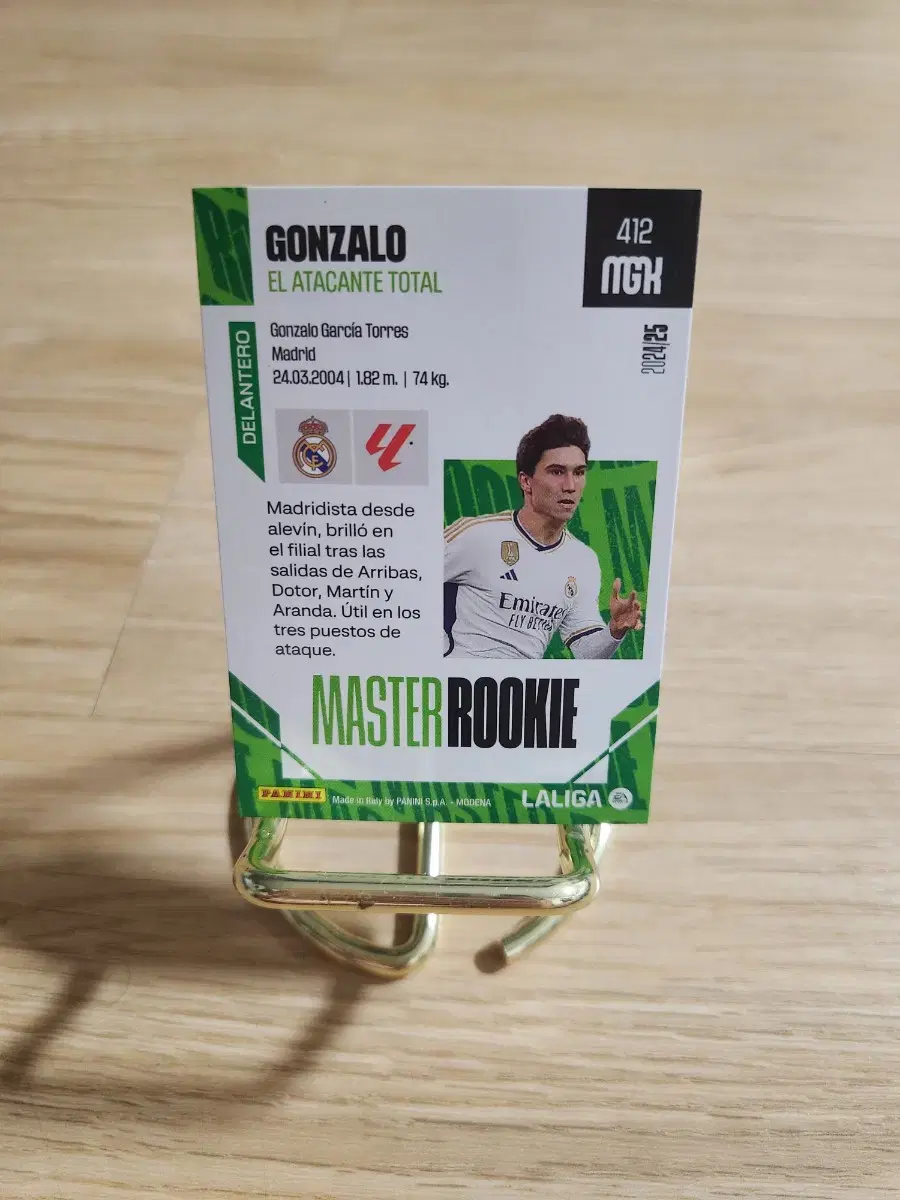 GONZALO
EL ATACANTE TOTAL
412
MGK
2024/25
DELANTERO
Gonzalo García Torres
Madrid
24.03.2004 | 1.82 m. | 74 kg.
Madridista desde
alevín, brilló en
el filial tras las
salidas de Arribas,
Dotor, Martín y
Aranda. Útil en los
tres puestos de
ataque.
Emirates
FLY BETTER
MASTER ROOKIE
PANINI
Made in Italy by PANINI S.p.A. - MODENA
LALIGA